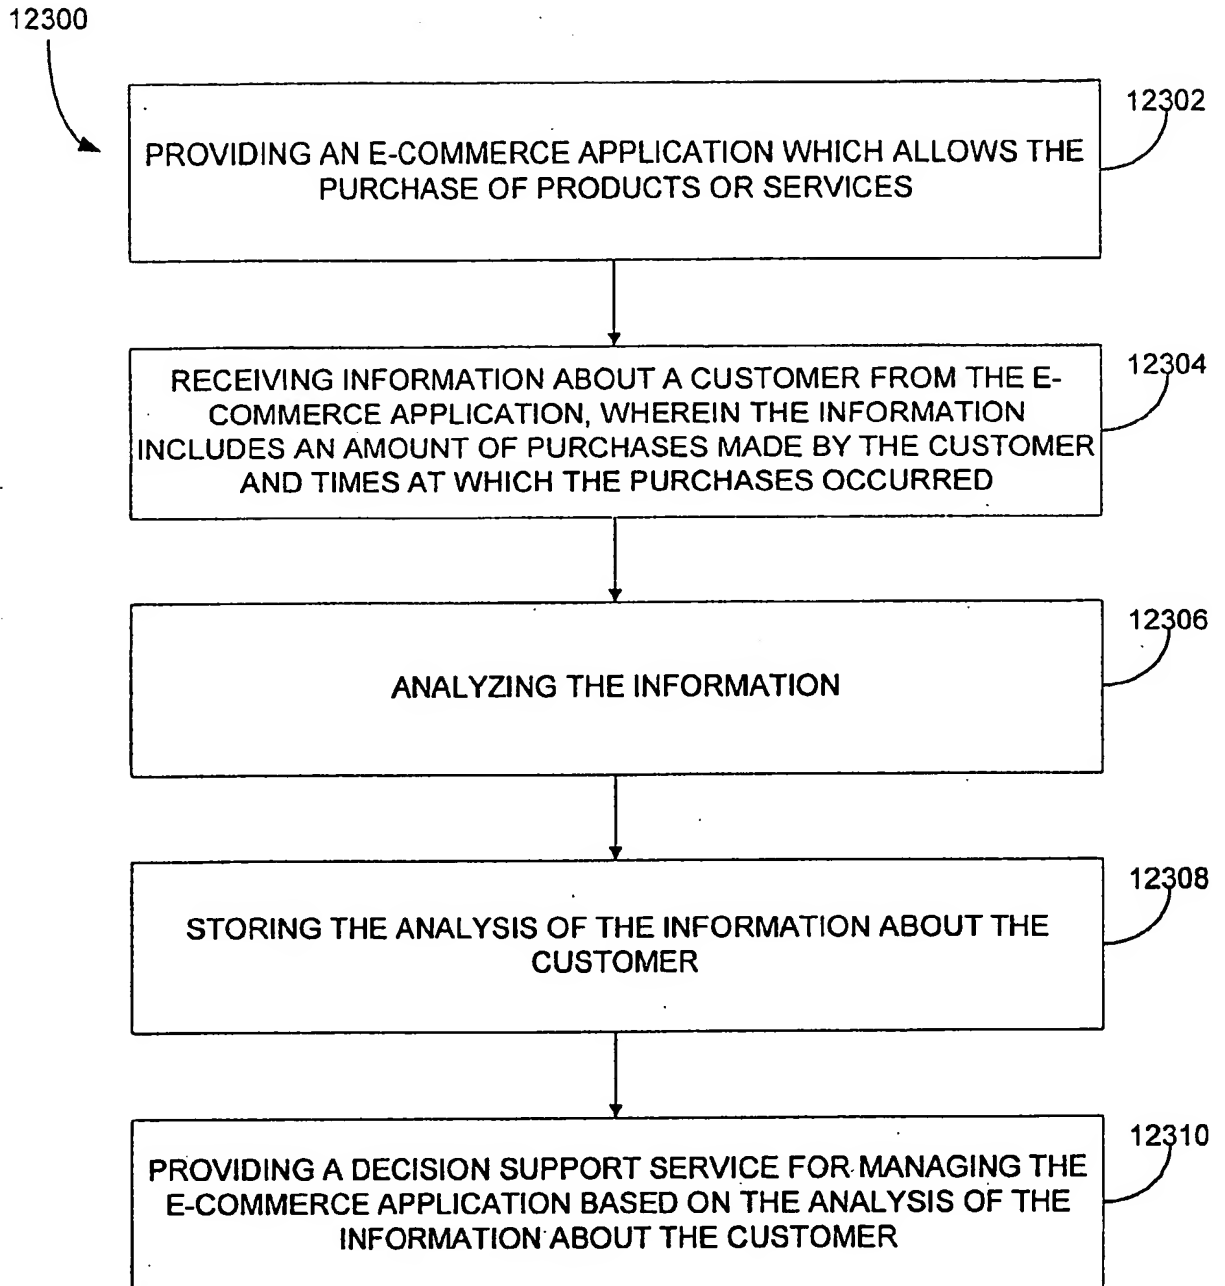 12300
12302
PROVIDING AN E-COMMERCE APPLICATION WHICH ALLOWS THE
PURCHASE OF PRODUCTS OR SERVICES
12304
RECEIVING INFORMATION ABOUT A CUSTOMER FROM THE E-
COMMERCE APPLICATION, WHEREIN THE INFORMATION
INCLUDES AN AMOUNT OF PURCHASES MADE BY THE CUSTOMER
AND TIMES AT WHICH THE PURCHASES OCCURRED
12306
ANALYZING THE INFORMATION
12308
STORING THE ANALYSIS OF THE INFORMATION ABOUT THE
CUSTOMER
12310
PROVIDING A DECISION SUPPORT SERVICE FOR MANAGING THE
E-COMMERCE APPLICATION BASED ON THE ANALYSIS OF THE
INFORMATION ABOUT THE CUSTOMER